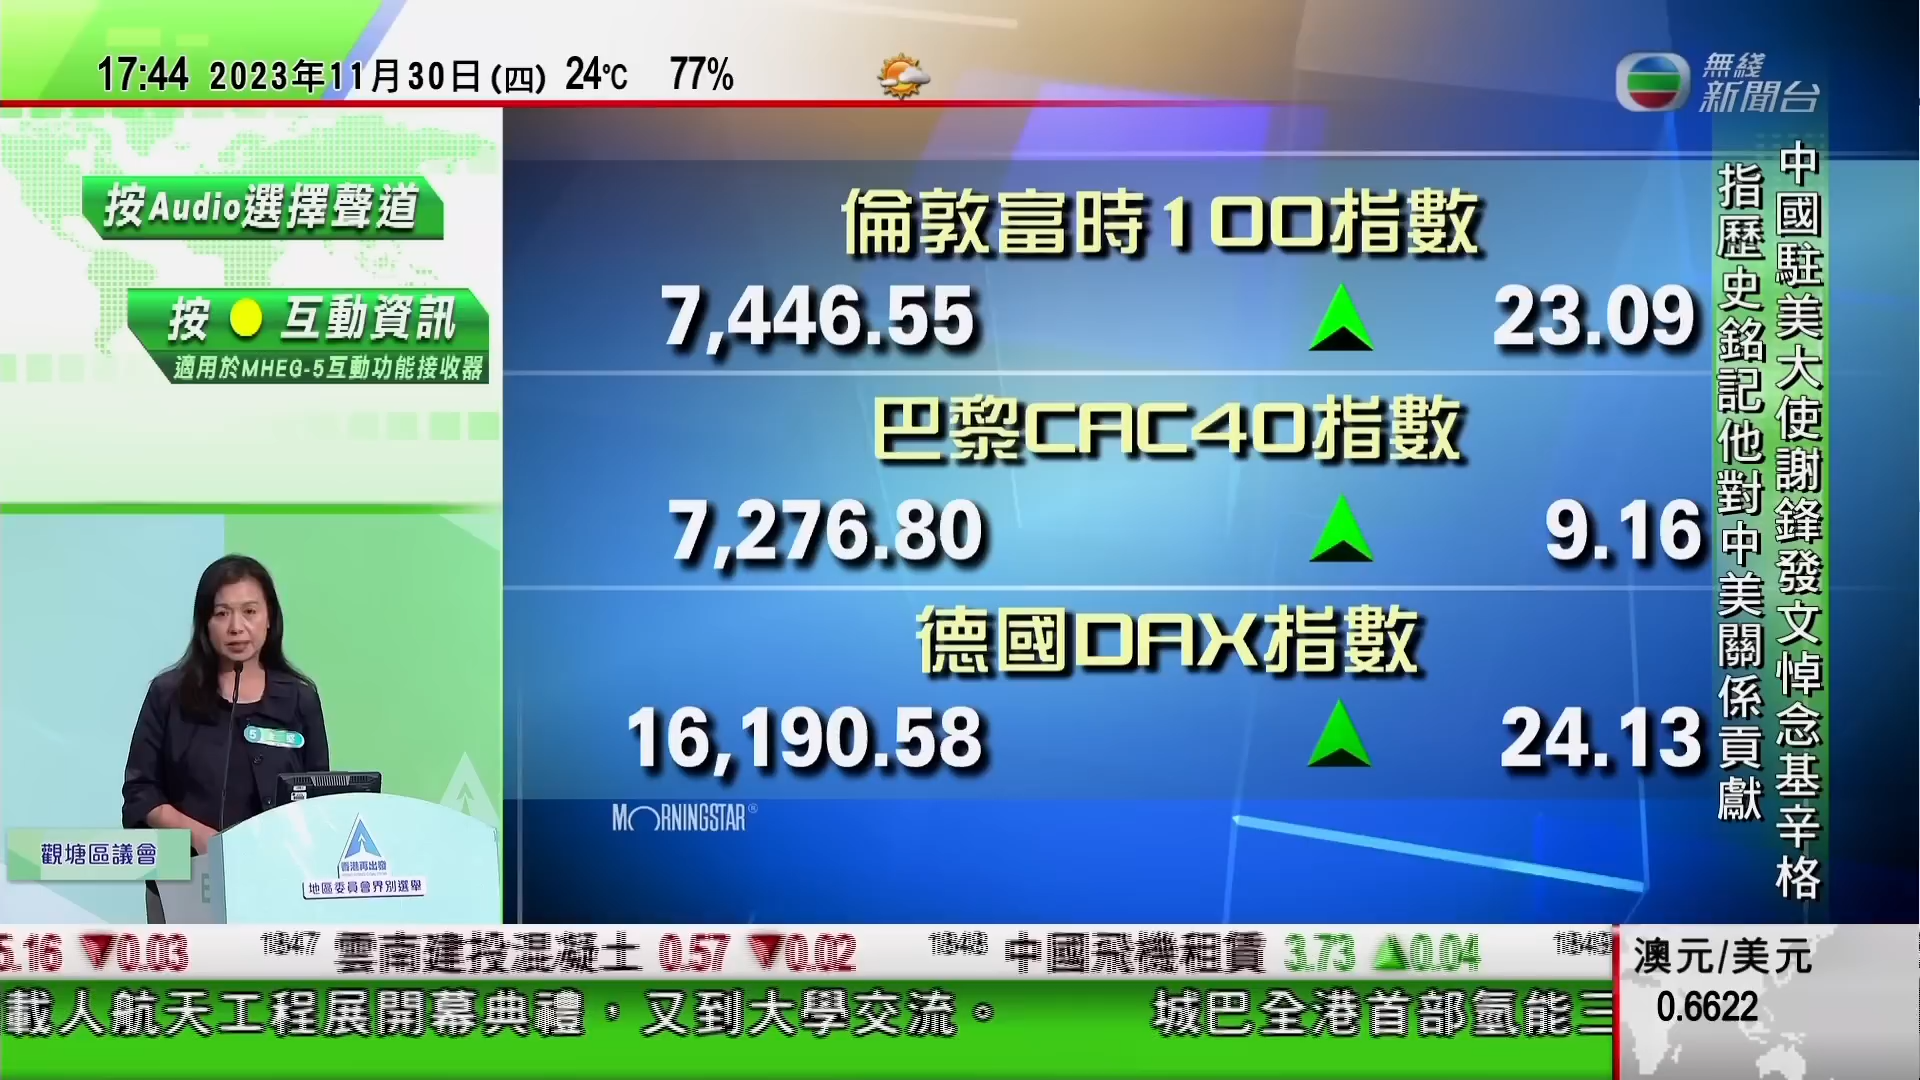 17:44 2023年11月30日(四) 24℃ 77%
無綫
新聞台
按Audio選擇聲道
按 互動資訊
適用於MHEG-5互動功能接收器
倫敦富時100指數
7,446.55 ▲ 23.09
巴黎CAC40指數
7,276.80 ▲ 9.16
德國DAX指數
16,190.58 ▲ 24.13
MORNINGSTAR®
中國駐美大使謝鋒發文悼念基辛格
指歷史銘記他對中美關係貢獻
5
觀塘區議會
香港再出發
地區委員會界別選舉
5.16 ▼0.03 1847 雲南建投混凝土 0.57 ▼0.02 1848 中國飛機租賃 3.73 ▲0.04 1849
載人航天工程展開幕典禮，又到大學交流。 城巴全港首部氫能三
澳元/美元
0.6622